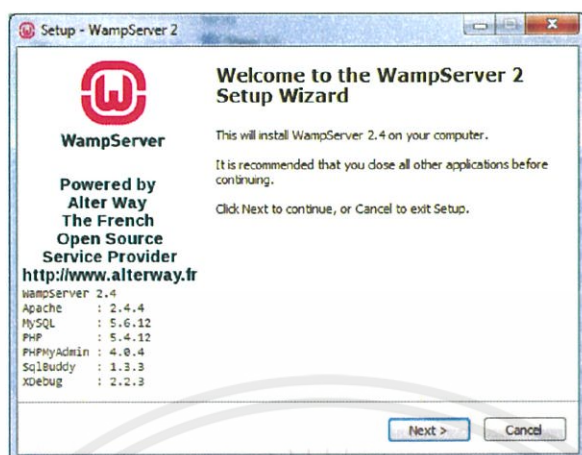 Setup - WampServer 2
WampServer
Powered by
Alter Way
The French
Open Source
Service Provider
http://www.alterway.fr
WampServer 2.4
Apache : 2.4.4
MySQL : 5.6.12
PHP : 5.4.12
PHPMyAdmin : 4.0.4
SqlBuddy : 1.3.3
XDebug : 2.2.3
Welcome to the WampServer 2
Setup Wizard
This will install WampServer 2.4 on your computer.
It is recommended that you close all other applications before
continuing.
Click Next to continue, or Cancel to exit Setup.
Next >
Cancel